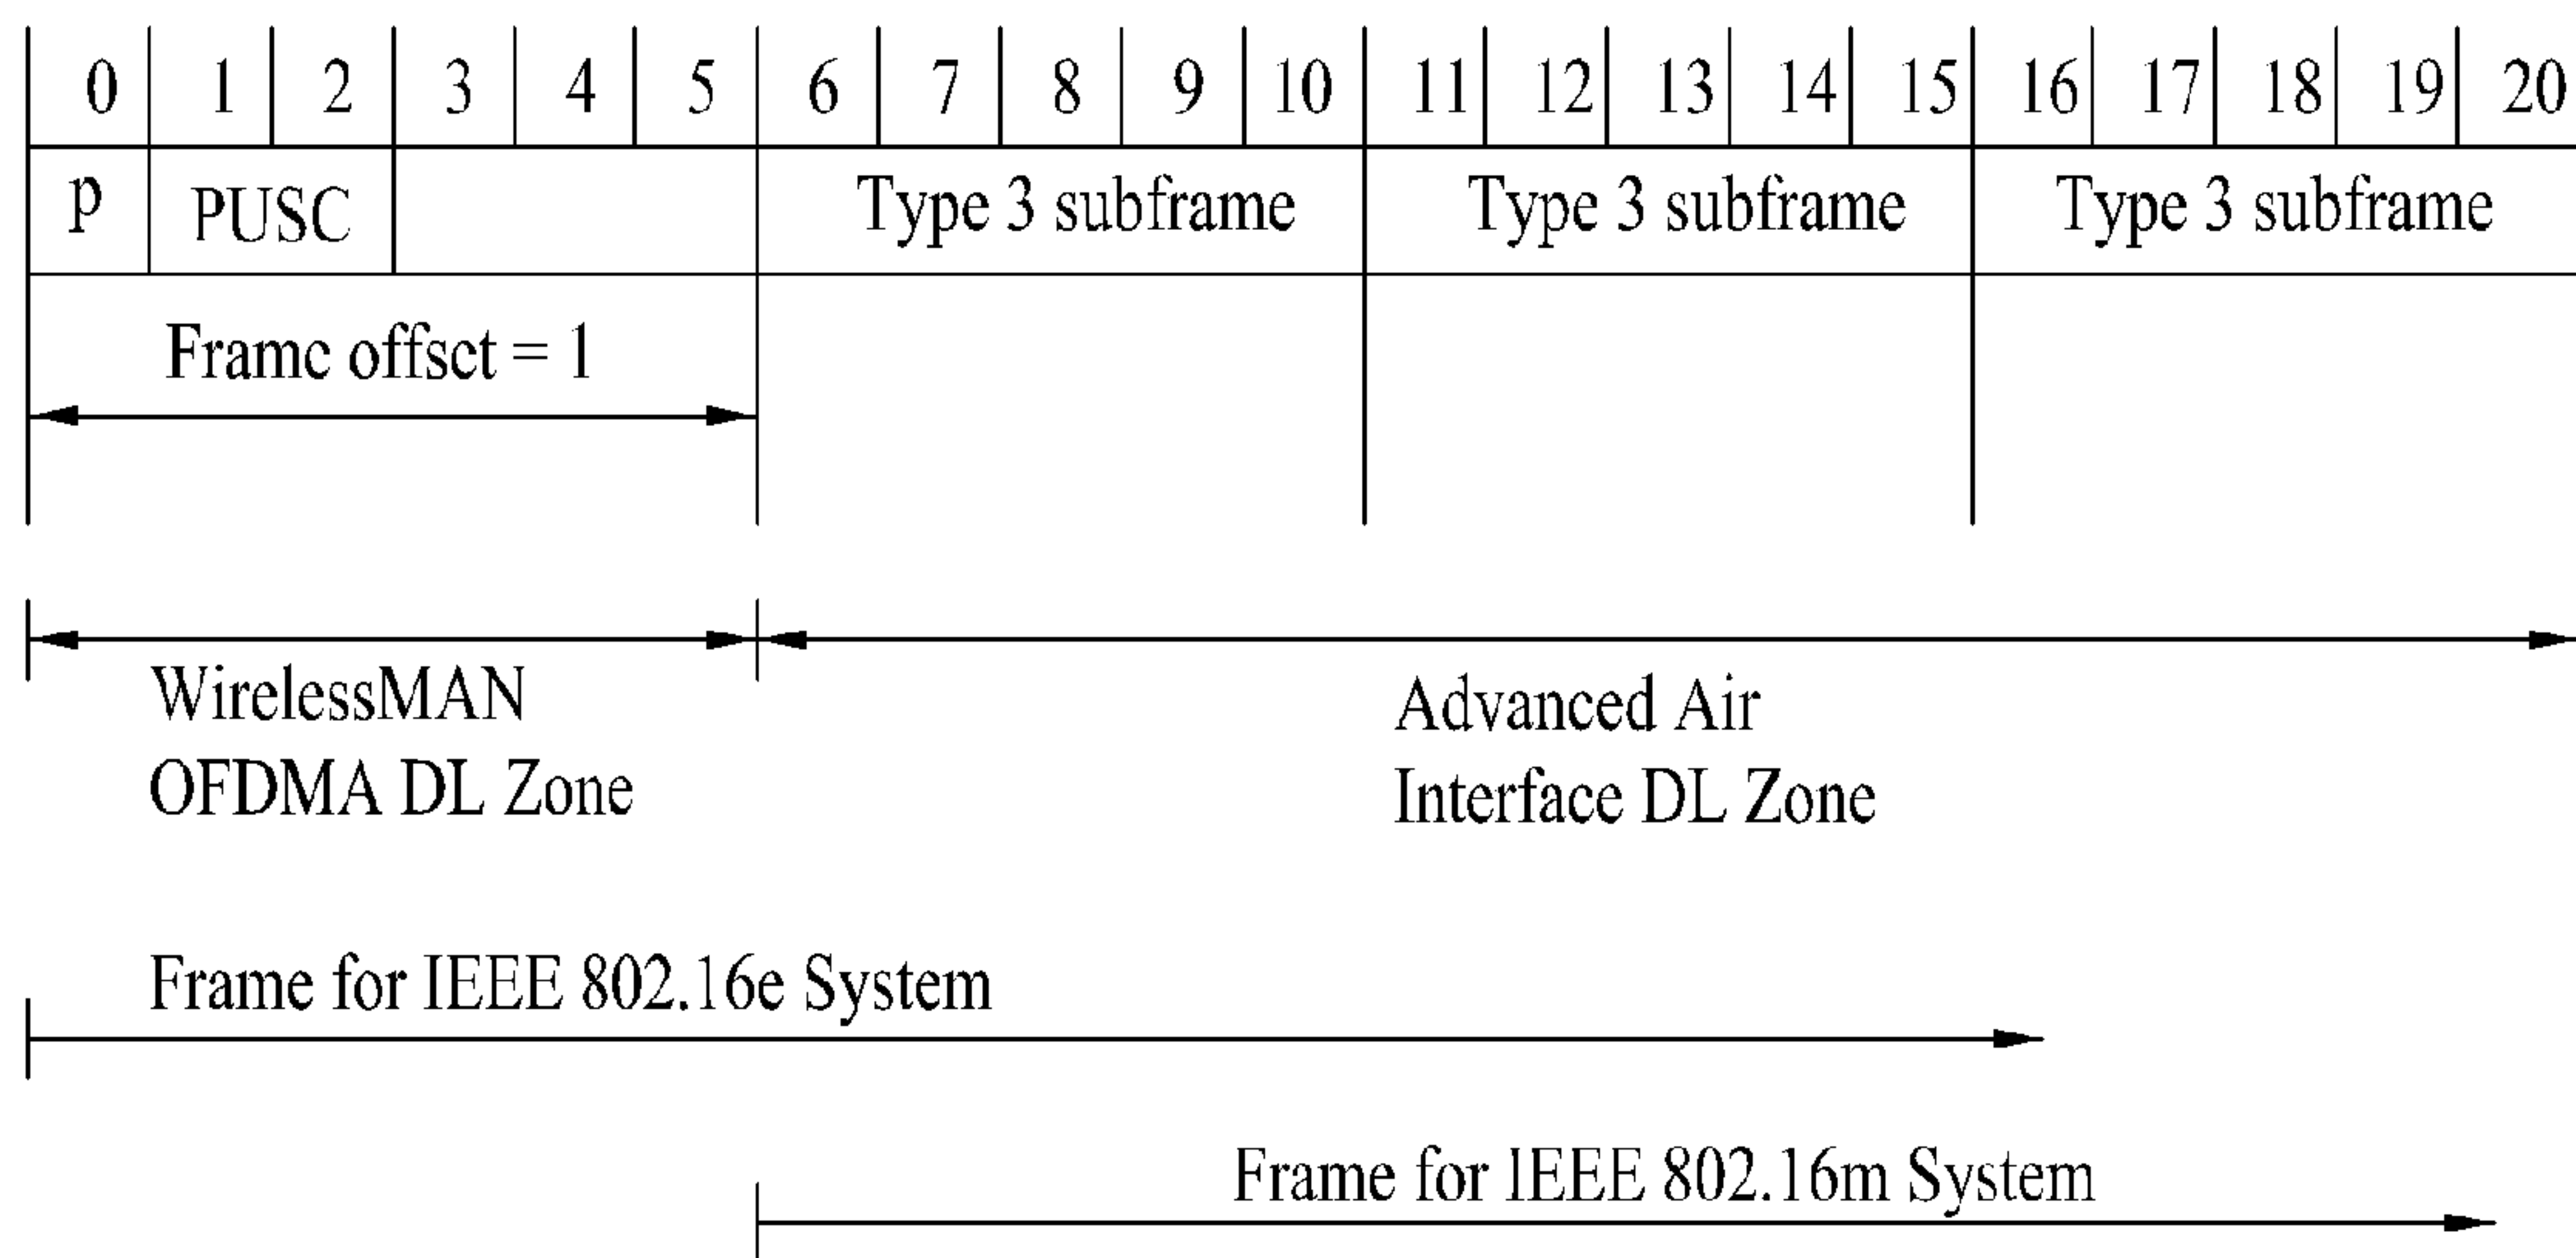 0 1 2 3 4 5 6 7 8 9 10 11 12 13 14 15 16 17 18 19 20
p PUSC Type 3 subframe Type 3 subframe Type 3 subframe
Frame offset = 1
WirelessMAN
OFDMA DL Zone
Advanced Air
Interface DL Zone
Frame for IEEE 802.16e System
Frame for IEEE 802.16m System